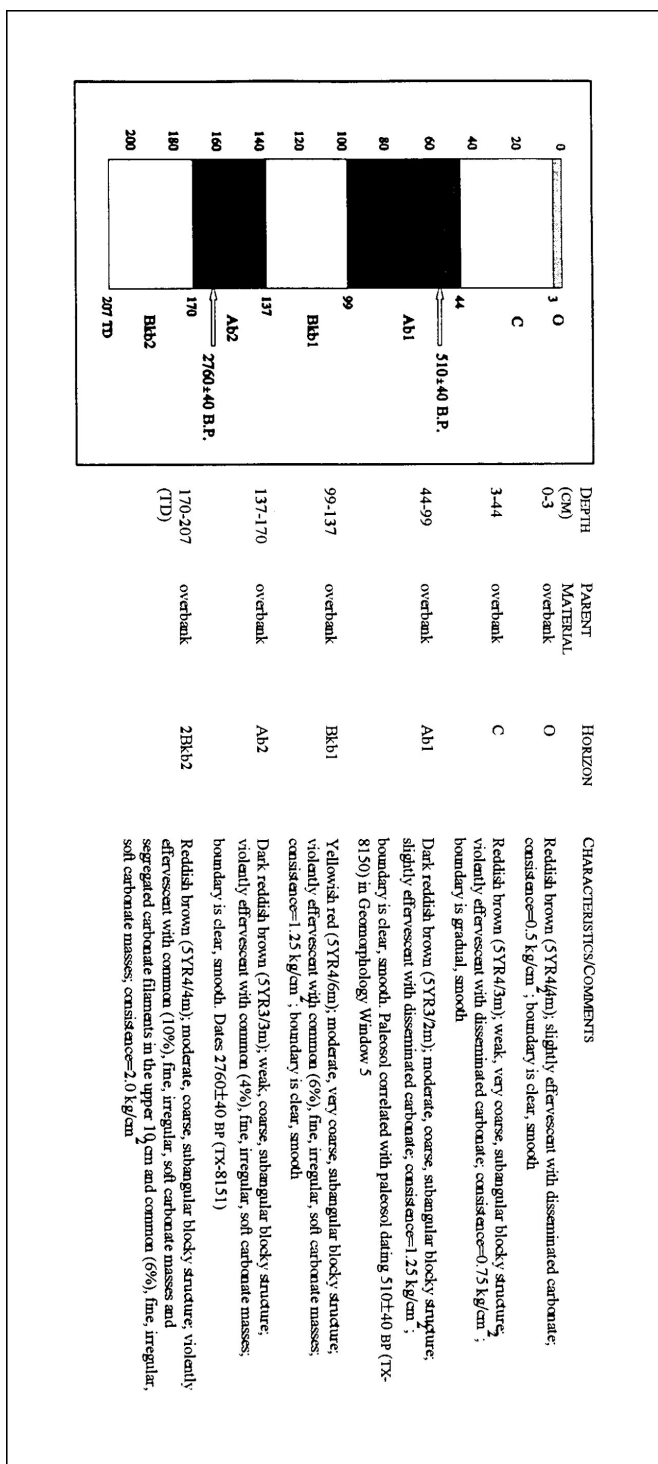 0
20
40
60
80
100
120
140
160
180
200
O
3
C
44
Ab1
99
Bkb1
137
Ab2
170
Bkb2
207 TD
510±40 B.P.
2760±40 B.P.
DEPTH (CM)
PARENT MATERIAL
HORIZON
CHARACTERISTICS/COMMENTS
0-3
overbank
O
Reddish brown (5YR4/4m); slightly effervescent with disseminated carbonate;
consistence=0.5 kg/cm²; boundary is clear, smooth
3-44
overbank
C
Reddish brown (5YR4/3m); weak, very coarse, subangular blocky structure;
violently effervescent with disseminated carbonate; consistence=0.75 kg/cm²;
boundary is gradual, smooth
44-99
overbank
Ab1
Dark reddish brown (5YR3/2m); moderate, coarse, subangular blocky structure;
slightly effervescent with disseminated carbonate; consistence=1.25 kg/cm²;
boundary is clear, smooth. Paleosol correlated with paleosol dating 510±40 BP (TX-
8150) in Geomorphology Window 5
99-137
overbank
Bkb1
Yellowish red (5YR4/6m); moderate, very coarse, subangular blocky structure;
violently effervescent with common (6%), fine, irregular, soft carbonate masses;
consistence=1.25 kg/cm²; boundary is clear, smooth
137-170
overbank
Ab2
Dark reddish brown (5YR3/3m); weak, coarse, subangular blocky structure;
violently effervescent with common (4%), fine, irregular, soft carbonate masses;
boundary is clear, smooth. Dates 2760±40 BP (TX-8151)
170-207
(TD)
overbank
2Bkb2
Reddish brown (5YR4/4m); moderate, coarse, subangular blocky structure; violently
effervescent with common (10%), fine, irregular, soft carbonate masses and
segregated carbonate filaments in the upper 10 cm and common (6%), fine, irregular,
soft carbonate masses; consistence=2.0 kg/cm²